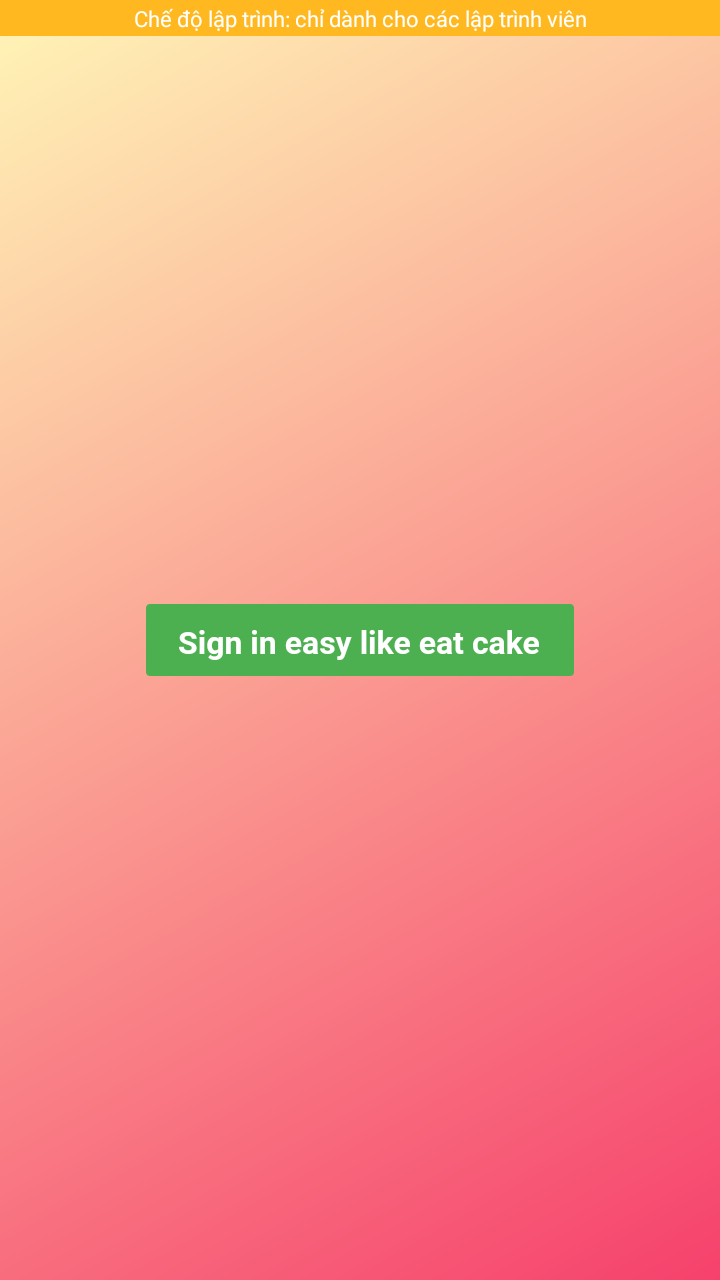 Chế độ lập trình: chỉ dành cho các lập trình viên
Sign in easy like eat cake